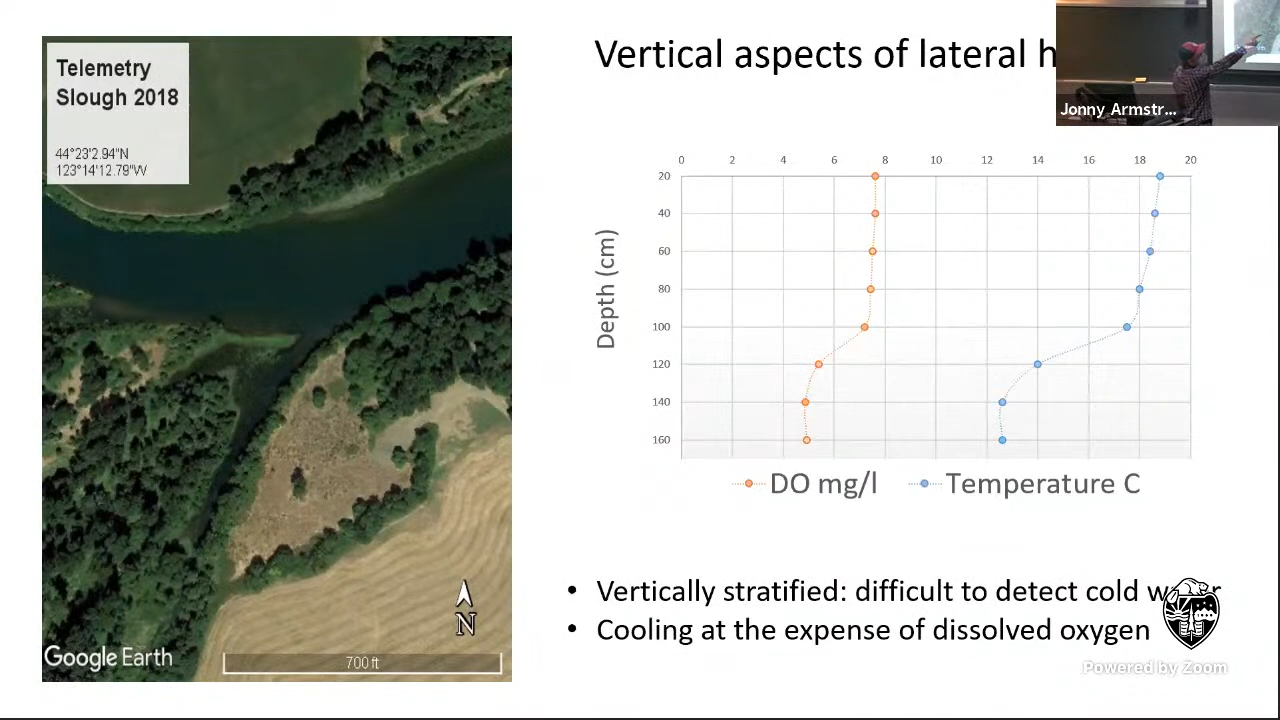 Telemetry
Slough 2018
44°23'2.94"N
123°14'12.79"W
N
Google Earth
700 ft
Vertical aspects of lateral h
Jonny Armstr...
0 2 4 6 8 10 12 14 16 18 20
20
40
60
80
100
120
140
160
Depth (cm)
DO mg/l Temperature C
• Vertically stratified: difficult to detect cold
• Cooling at the expense of dissolved oxygen
Powered by Zoom